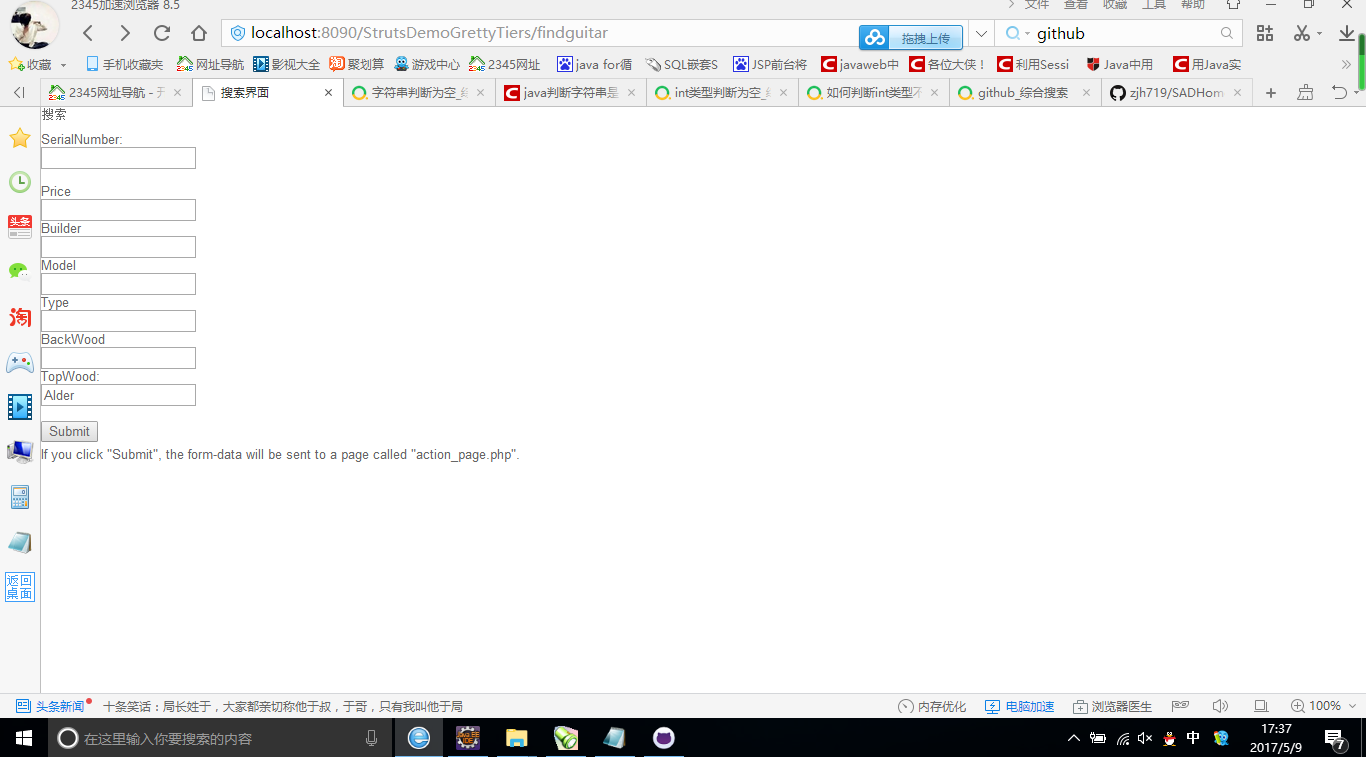 2345加速浏览器 8.5
文件 查看 收藏 工具 帮助
localhost:8090/StrutsDemoGrettyTiers/findguitar
拖拽上传
github
收藏 手机收藏夹 网址导航 影视大全 聚划算 游戏中心 2345网址 java for循 SQL嵌套S JSP前台将 javaweb中 各位大侠! 利用Sessi Java中用 用Java实
2345网址导航 - 开 搜索界面 字符串判断为空_ java判断字符串是 int类型判断为空_ 如何判断int类型不 github_综合搜索 zjh719/SADHom
搜索
SerialNumber:
Price
Builder
Model
Type
BackWood
TopWood:
Alder
Submit
If you click "Submit", the form-data will be sent to a page called "action_page.php".
头条
淘
返回
桌面
头条新闻 十条笑话：局长姓于，大家都亲切称他于叔，于哥，只有我叫他于局
内存优化 电脑加速 浏览器医生 100%
在这里输入你要搜索的内容
中
17:37
2017/5/9
7